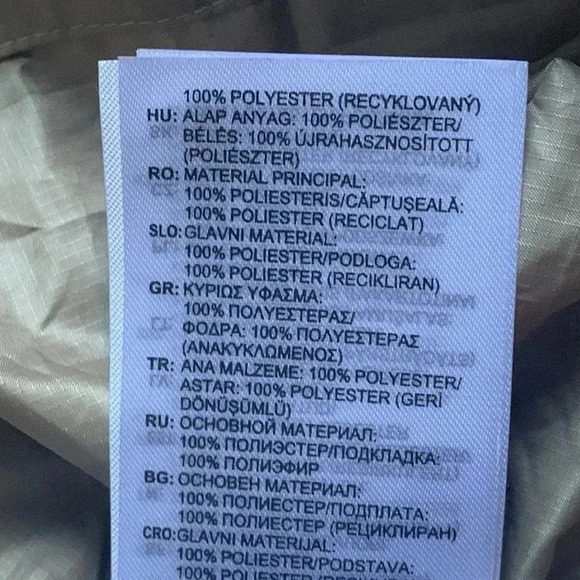 100% POLYESTER (RECYKLOVANÝ)
HU: ALAP ANYAG: 100% POLIÉSZTER/
BÉLÉS: 100% ÚJRAHASZNOSÍTOTT
(POLIÉSZTER)
RO: MATERIAL PRINCIPAL:
100% POLIESTERIS/CĂPTUȘEALĂ:
100% POLIESTER (RECICLAT)
SLO: GLAVNI MATERIAL:
100% POLIESTER/PODLOGA:
100% POLIESTER (RECIKLIRAN)
GR: ΚΥΡΙΩΣ ΥΦΑΣΜΑ:
100% ΠΟΛΥΕΣΤΕΡΑΣ/
ΦΟΔΡΑ: 100% ΠΟΛΥΕΣΤΕΡΑΣ
(ΑΝΑΚΥΚΛΩΜΕΝΟΣ)
TR: ANA MALZEME: 100% POLYESTER/
ASTAR: 100% POLYESTER (GERİ
DÖNÜŞÜMLÜ)
RU: ОСНОВНОЙ МАТЕРИАЛ:
100% ПОЛИЭСТЕР/ПОДКЛАДКА:
100% ПОЛИЭФИР
BG: ОСНОВЕН МАТЕРИАЛ:
100% ПОЛИЕСТЕР/ПОДПЛАТА:
100% ПОЛИЕСТЕР (РЕЦИКЛИРАН)
CRO: GLAVNI MATERIJAL:
100% POLIESTER/PODSTAVA:
100% POLIESTER